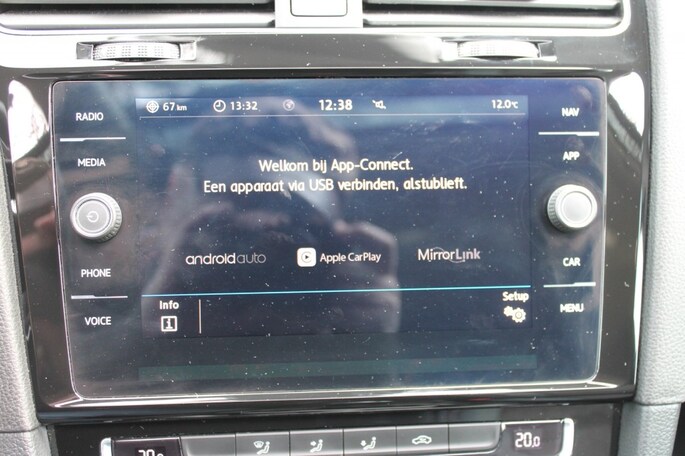 RADIO
MEDIA
PHONE
VOICE
67 km 13:32 12:38 12.0°C
Welkom bij App-Connect.
Een apparaat via USB verbinden, alstublieft.
androidauto Apple CarPlay MirrorLink
Info Setup
NAV
APP
CAR
MENU
20.0